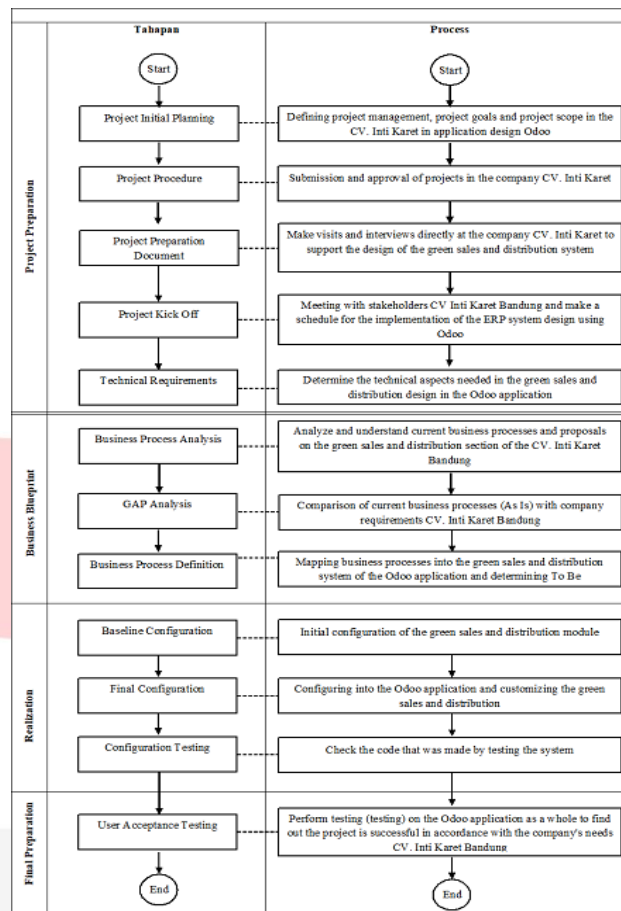 Tahapan
Process
Project Preparation
Start
Start
Project Initial Planning
Defining project management, project goals and project scope in the
CV. Inti Karet in application design Odoo
Project Procedure
Submission and approval of projects in the company CV. Inti Karet
Project Preparation
Document
Make visits and interviews directly at the company CV. Inti Karet to
support the design of the green sales and distribution system
Project Kick Off
Meeting with stakeholders CV Inti Karet Bandung and make a
schedule for the implementation of the ERP system design using
Odoo
Technical Requirements
Determine the technical aspects needed in the green sales and
distribution design in the Odoo application
Business Blueprint
Business Process Analysis
Analyze and understand current business processes and proposals
on the green sales and distribution section of the CV. Inti Karet
Bandung
GAP Analysis
Comparison of current business processes (As Is) with company
requirements CV. Inti Karet Bandung
Business Process Definition
Mapping business processes into the green sales and distribution
system of the Odoo application and determining To Be
Realization
Baseline Configuration
Initial configuration of the green sales and distribution module
Final Configuration
Configuring into the Odoo application and customizing the green
sales and distribution
Configuration Testing
Check the code that was made by testing the system
Final Preparation
User Acceptance Testing
Perform testing (testing) on the Odoo application as a whole to find
out the project is successful in accordance with the company's needs
CV. Inti Karet Bandung
End
End